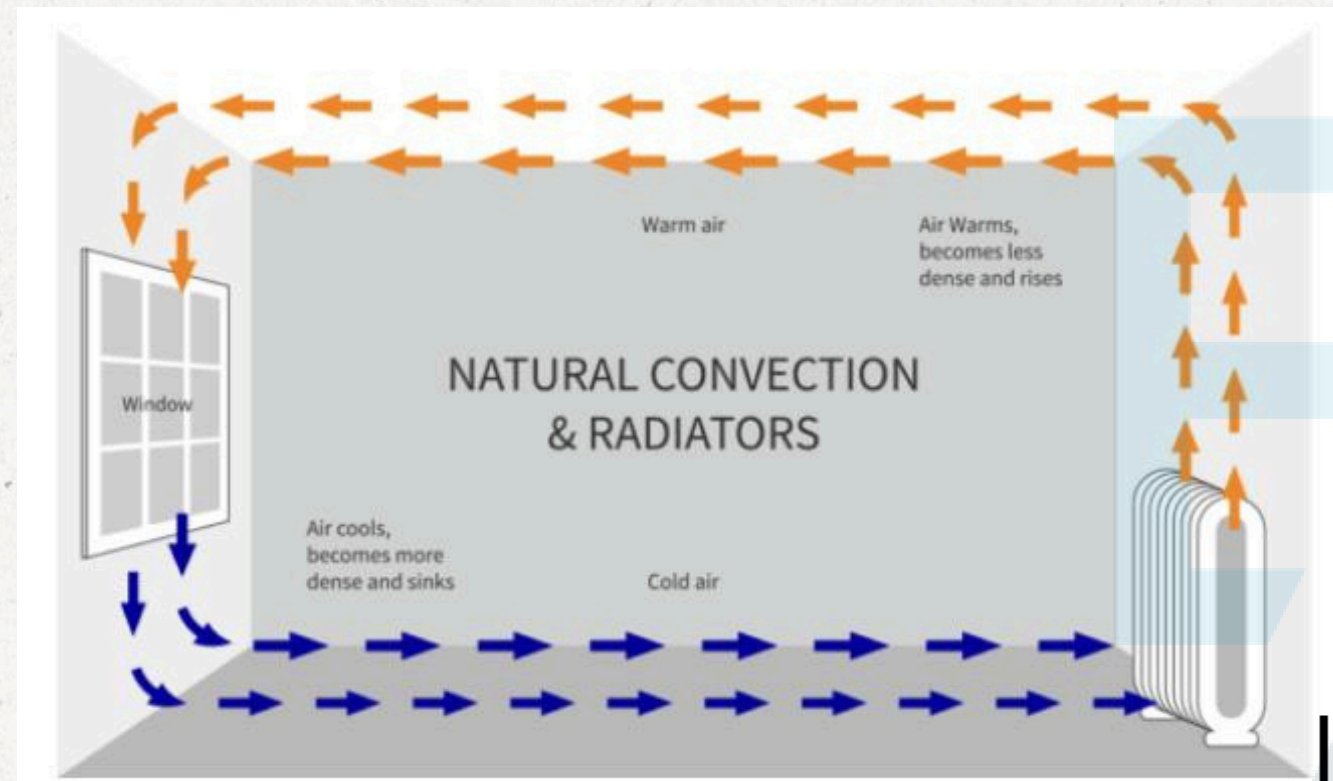 Warm air
Air Warms,
becomes less
dense and rises
NATURAL CONVECTION
& RADIATORS
Window
Air cools,
becomes more
dense and sinks
Cold air